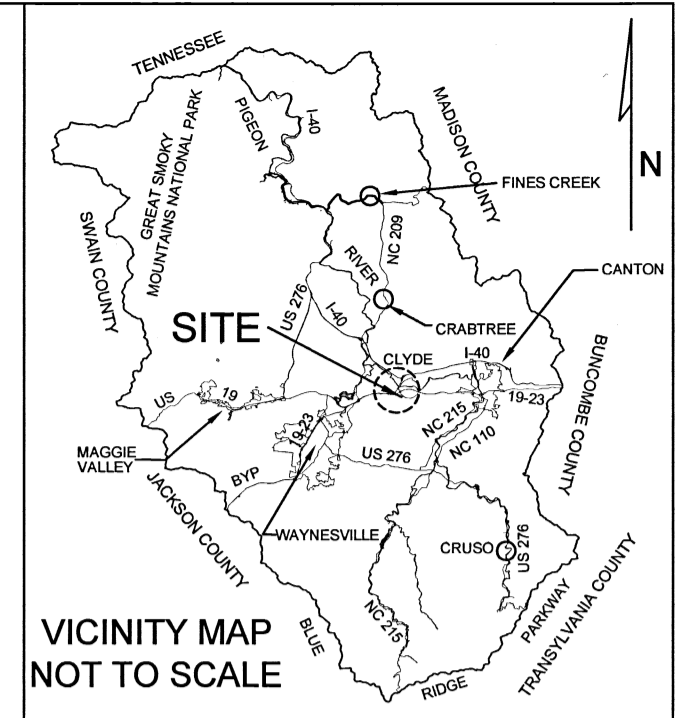 TENNESSEE
PIGEON
I-40
GREAT SMOKY
MOUNTAINS NATIONAL PARK
MADISON COUNTY
N
FINES CREEK
SWAIN COUNTY
NC 209
RIVER
CANTON
US 276
I-40
CRABTREE
SITE
CLYDE
I-40
BUNCOMBE COUNTY
US 19
19-23
19-23
NC 215
NC 110
MAGGIE
VALLEY
US 276
BYP
JACKSON COUNTY
WAYNESVILLE
CRUSO
US 276
NC 215
PARKWAY
TRANSYLVANIA COUNTY
BLUE
RIDGE
VICINITY MAP
NOT TO SCALE